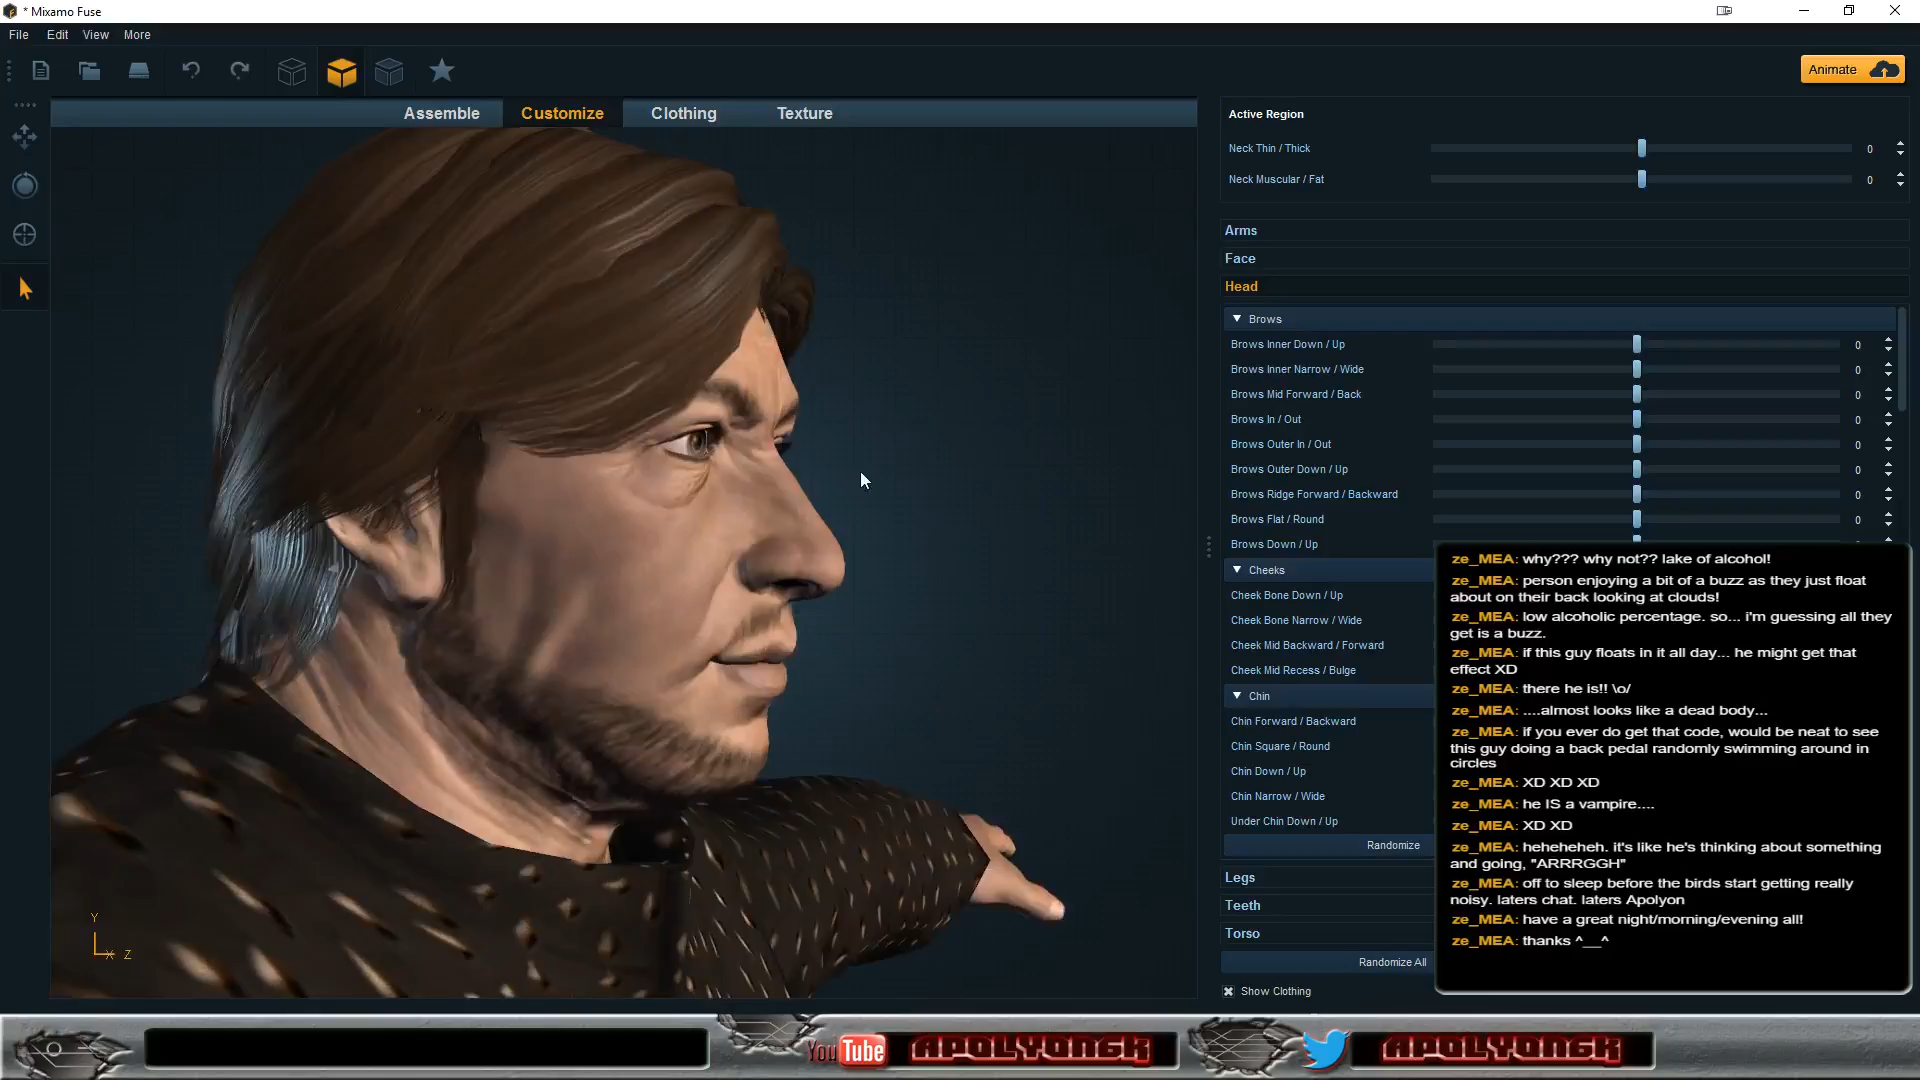 * Mixamo Fuse
File Edit View More
Animate
Assemble Customize Clothing Texture
Active Region
Neck Thin / Thick 0
Neck Muscular / Fat 0
Arms
Face
Head
Brows
Brows Inner Down / Up 0
Brows Inner Narrow / Wide 0
Brows Mid Forward / Back 0
Brows In / Out 0
Brows Outer In / Out 0
Brows Outer Down / Up 0
Brows Ridge Forward / Backward 0
Brows Flat / Round 0
Brows Down / Up
Cheeks
Cheek Bone Down / Up
Cheek Bone Narrow / Wide
Cheek Mid Backward / Forward
Cheek Mid Recess / Bulge
Chin
Chin Forward / Backward
Chin Square / Round
Chin Down / Up
Chin Narrow / Wide
Under Chin Down / Up
Randomize
Legs
Teeth
Torso
Randomize All
Show Clothing
ze_MEA: why??? why not?? lake of alcohol!
ze_MEA: person enjoying a bit of a buzz as they just float
about on their back looking at clouds!
ze_MEA: low alcoholic percentage. so... i'm guessing all they
get is a buzz.
ze_MEA: if this guy floats in it all day... he might get that
effect XD
ze_MEA: there he is!! \o/
ze_MEA: ....almost looks like a dead body...
ze_MEA: if you ever do get that code, would be neat to see
this guy doing a back pedal randomly swimming around in
circles
ze_MEA: XD XD XD
ze_MEA: he IS a vampire....
ze_MEA: XD XD
ze_MEA: heheheheh. it's like he's thinking about something
and going, "ARRRGGH"
ze_MEA: off to sleep before the birds start getting really
noisy. laters chat. laters Apolyon
ze_MEA: have a great night/morning/evening all!
ze_MEA: thanks ^__^
Y
X Z
YouTube APOLYON6K APOLYON6K